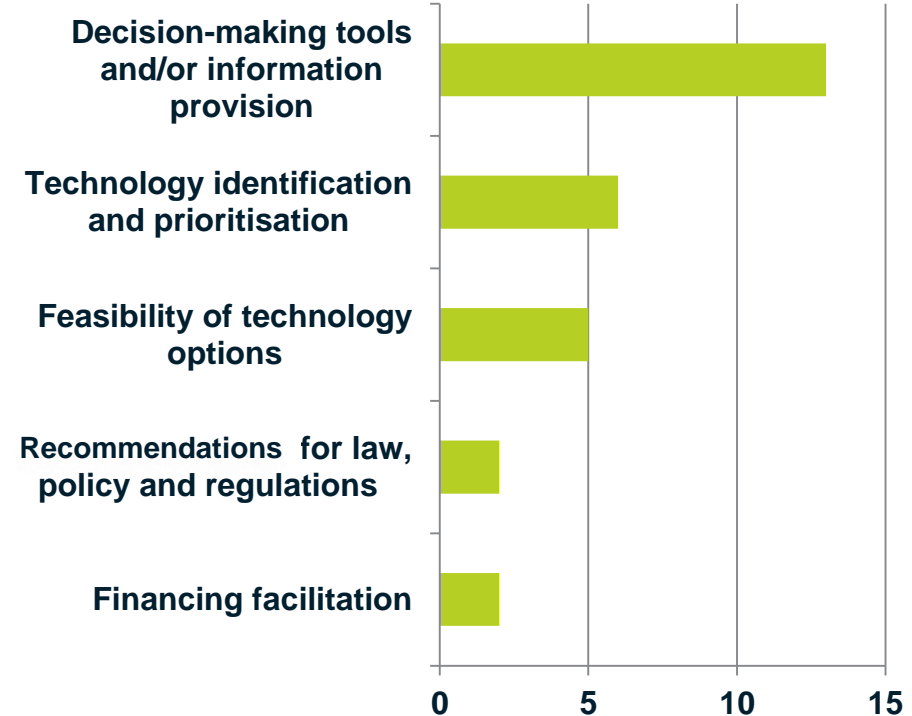 Decision-making tools
and/or information
provision
Technology identification
and prioritisation
Feasibility of technology
options
Recommendations for law,
policy and regulations
Financing facilitation
0 5 10 15